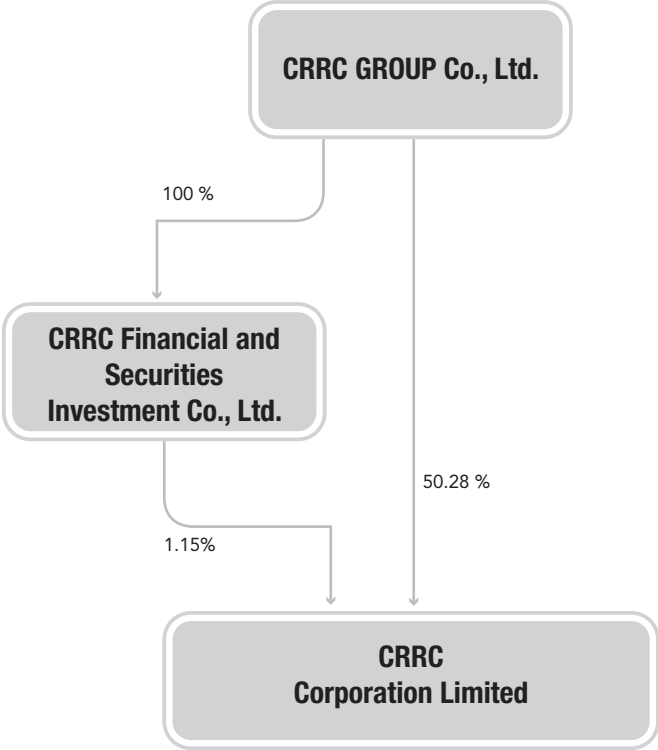 CRRC GROUP Co., Ltd.
100 %
CRRC Financial and
Securities
Investment Co., Ltd.
50.28 %
1.15%
CRRC
Corporation Limited